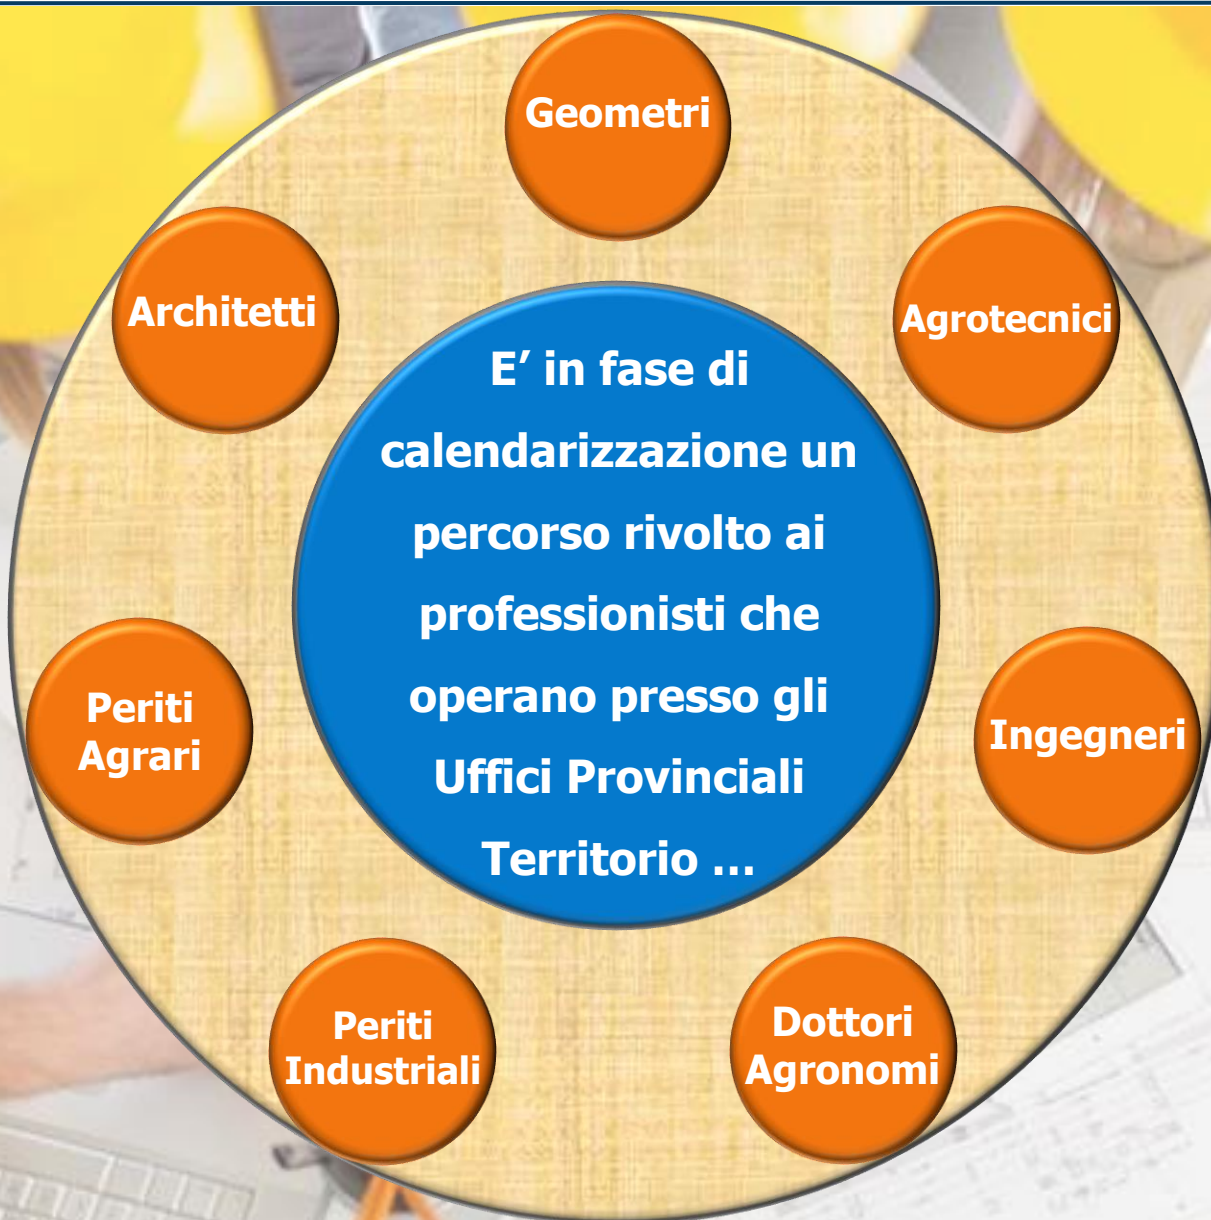 Geometri
Architetti
Agrotecnici
E’ in fase di
calendarizzazione un
percorso rivolto ai
professionisti che
operano presso gli
Uffici Provinciali
Territorio …
Periti
Agrari
Ingegneri
Periti
Industriali
Dottori
Agronomi